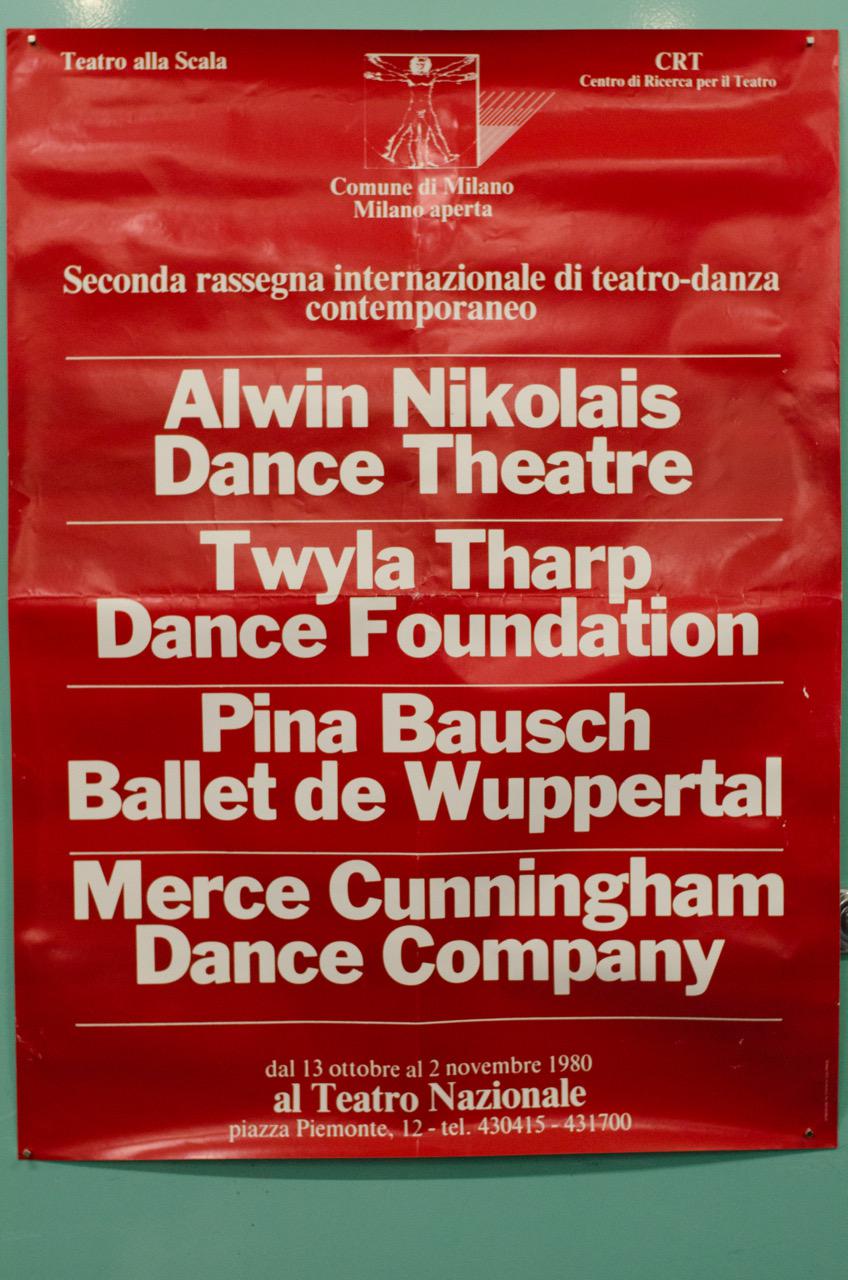 Teatro alla Scala
CRT
Centro di Ricerca per il Teatro
Comune di Milano
Milano aperta
Seconda rassegna internazionale di teatro-danza
contemporaneo
Alwin Nikolais
Dance Theatre
Twyla Tharp
Dance Foundation
Pina Bausch
Ballet de Wuppertal
Merce Cunningham
Dance Company
dal 13 ottobre al 2 novembre 1980
al Teatro Nazionale
piazza Piemonte, 12 - tel. 430415 - 431700